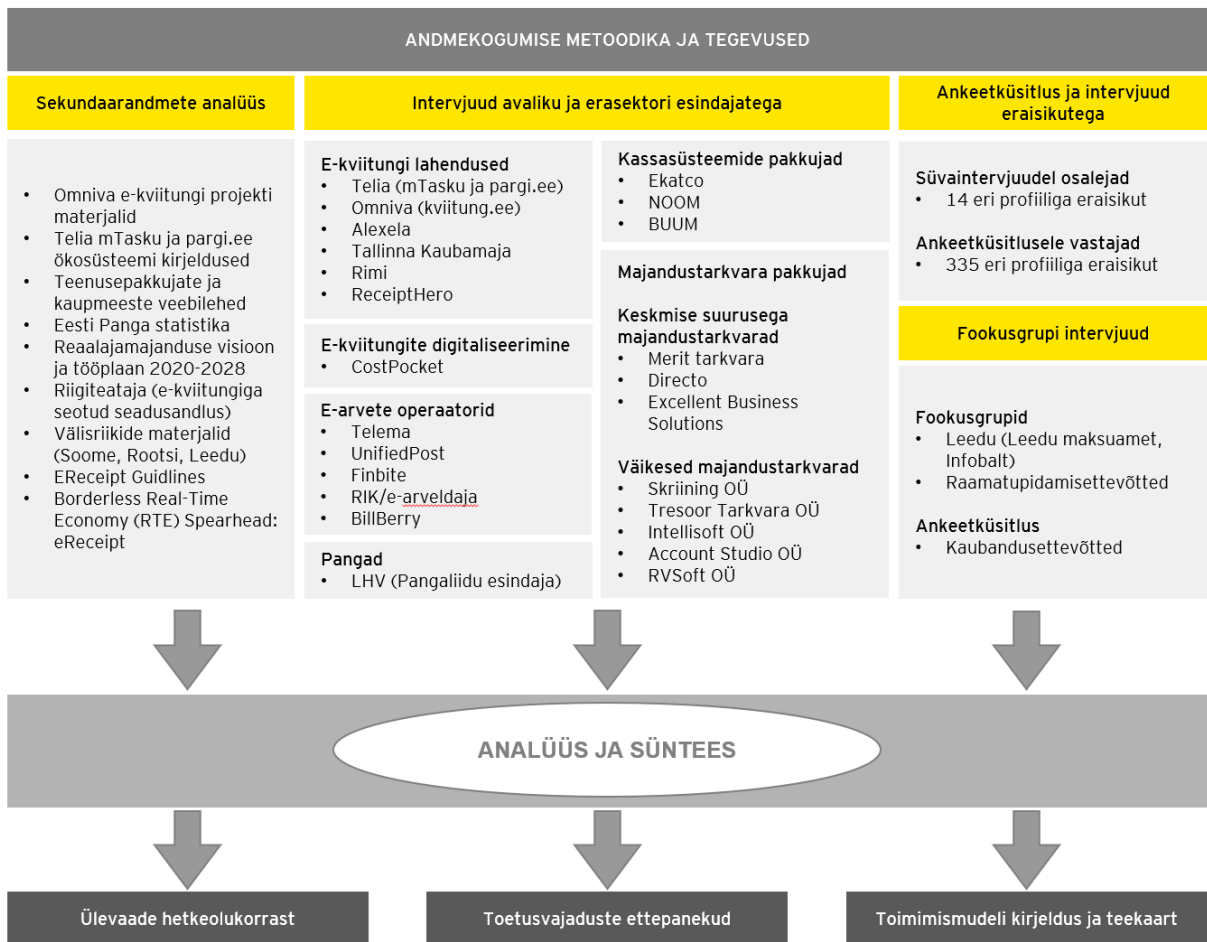 ANDMEKOGUMISE METOODIKA JA TEGEVUSED
Sekundaarandmete analüüs
• Omniva e-kviitungi projekti
materjalid
• Telia mTasku ja pargi.ee
ökosüsteemi kirjeldused
• Teenusepakkujate ja
kaupmeeste veebilehed
• Eesti Panga statistika
• Reaalajamajanduse visioon
ja tööplaan 2020-2028
• Riigiteataja (e-kviitungiga
seotud seadusandlus)
• Välisriikide materjalid
(Soome, Rootsi, Leedu)
• EReceipt Guidlines
• Borderless Real-Time
Economy (RTE) Spearhead:
eReceipt
Intervjuud avaliku ja erasektori esindajatega
E-kviitungi lahendused
• Telia (mTasku ja pargi.ee)
• Omniva (kviitung.ee)
• Alexela
• Tallinna Kaubamaja
• Rimi
• ReceiptHero
E-kviitungite digitaliseerimine
• CostPocket
E-arvete operaatorid
• Telema
• UnifiedPost
• Finbite
• RIK/e-arveldaja
• BillBerry
Pangad
• LHV (Pangaliidu esindaja)
Kassasüsteemide pakkujad
• Ekatco
• NOOM
• BUUM
Majandustarkvara pakkujad
Keskmise suurusega
majandustarkvarad
• Merit tarkvara
• Directo
• Excellent Business
Solutions
Väikesed majandustarkvarad
• Skriining OÜ
• Tresoor Tarkvara OÜ
• Intellisoft OÜ
• Account Studio OÜ
• RVSoft OÜ
Ankeetküsitlus ja intervjuud
eraisikutega
Süvaintervjuudel osalejad
• 14 eri profiiliga eraisikut
Ankeetküsitlusele vastajad
• 335 eri profiiliga eraisikut
Fookusgrupi intervjuud
Fookusgrupid
• Leedu (Leedu maksuamet,
Infobalt)
• Raamatupidamisettevõtted
Ankeetküsitlus
• Kaubandusettevõtted
ANALÜÜS JA SÜNTEES
Ülevaade hetkeolukorrast
Toetusvajaduste ettepanekud
Toimimismudeli kirjeldus ja teekaart